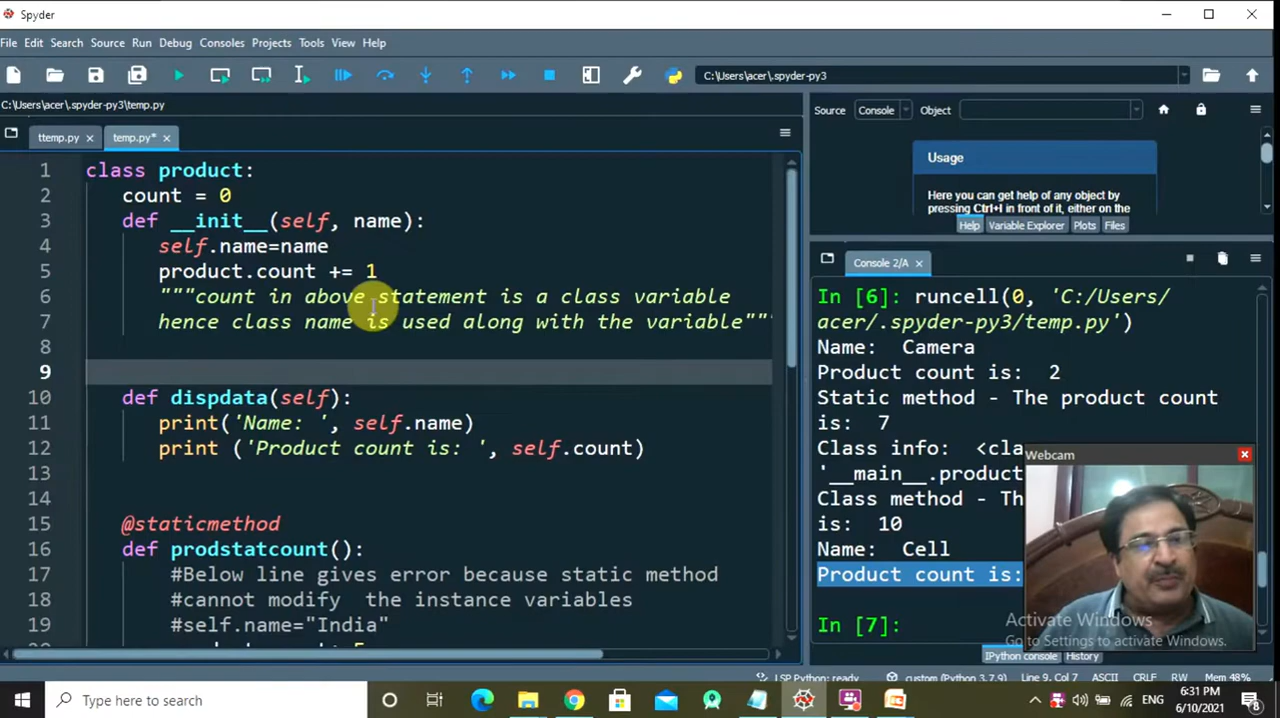 Spyder
File Edit Search Source Run Debug Consoles Projects Tools View Help
C:\Users\acer\.spyder-py3
C:\Users\acer\.spyder-py3\temp.py
ttemp.py
temp.py*
1 class product:
2 count = 0
3 def __init__(self, name):
4 self.name=name
5 product.count += 1
6 """count in above statement is a class variable
7 hence class name is used along with the variable"""
8
9
10 def dispdata(self):
11 print('Name: ', self.name)
12 print ('Product count is: ', self.count)
13
14
15 @staticmethod
16 def prodstatcount():
17 #Below line gives error because static method
18 #cannot modify  the instance variables
19 #self.name="India"
Source Console Object
Usage
Here you can get help of any object by
pressing Ctrl+I in front of it, either on the
Help Variable Explorer Plots Files
Console 2/A
In [6]: runcell(0, 'C:/Users/
acer/.spyder-py3/temp.py')
Name:  Camera
Product count is:  2
Static method - The product count
is:  7
Class info:  <cla
'__main__.product
Class method - Th
is:  10
Name:  Cell
Product count is:
In [7]:
Webcam
Activate Windows
Go to Settings to activate Windows.
IPython console History
LSP Python: ready custom (Python 3.7.9) Line 9, Col 1 ASCII CRLF RW Mem 48%
Type here to search
ENG
6:31 PM
6/10/2021
8